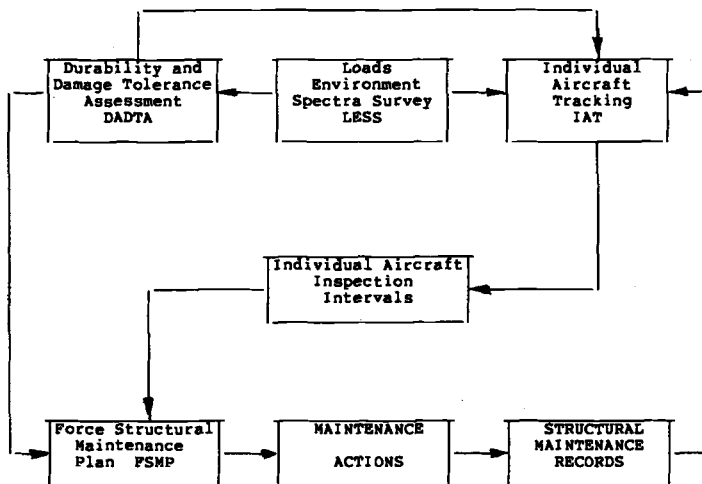 Durability and
Damage Tolerance
Assessment
DADTA
Loads
Environment
Spectra Survey
LESS
Individual
Aircraft
Tracking
IAT
Individual Aircraft
Inspection
Intervals
Force Structural
Maintenance
Plan FSMP
MAINTENANCE
ACTIONS
STRUCTURAL
MAINTENANCE
RECORDS